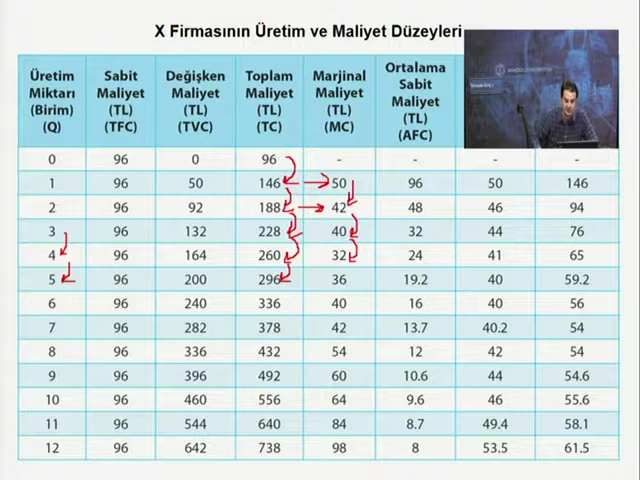 X Firmasının Üretim ve Maliyet Düzeyleri
Üretim Miktarı (Birim) (Q) Sabit Maliyet (TL) (TFC) Değişken Maliyet (TL) (TVC) Toplam Maliyet (TL) (TC) Marjinal Maliyet (TL) (MC) Ortalama Sabit Maliyet (TL) (AFC)
0 96 0 96 - - - -
1 96 50 146 50 96 50 146
2 96 92 188 42 48 46 94
3 96 132 228 40 32 44 76
4 96 164 260 32 24 41 65
5 96 200 296 36 19.2 40 59.2
6 96 240 336 40 16 40 56
7 96 282 378 42 13.7 40.2 54
8 96 336 432 54 12 42 54
9 96 396 492 60 10.6 44 54.6
10 96 460 556 64 9.6 46 55.6
11 96 544 640 84 8.7 49.4 58.1
12 96 642 738 98 8 53.5 61.5